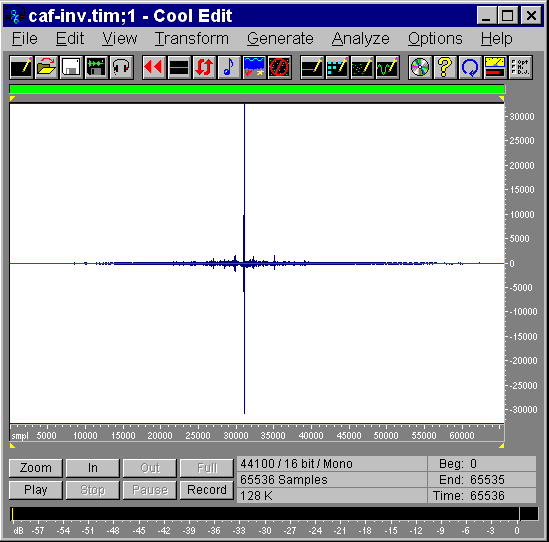 caf-inv.tim;1 - Cool Edit
File Edit View Transform Generate Analyze Options Help
Opt
Hi
D.J.
30000
25000
20000
15000
10000
5000
0
-5000
-10000
-15000
-20000
-25000
-30000
smpl 5000 10000 15000 20000 25000 30000 35000 40000 45000 50000 55000 60000
Zoom In Out Full
Play Stop Pause Record
44100 / 16 bit / Mono Beg: 0
65536 Samples End: 65535
128 K Time: 65536
dB -57 -54 -51 -48 -45 -42 -39 -36 -33 -30 -27 -24 -21 -18 -15 -12 -9 -6 -3 0